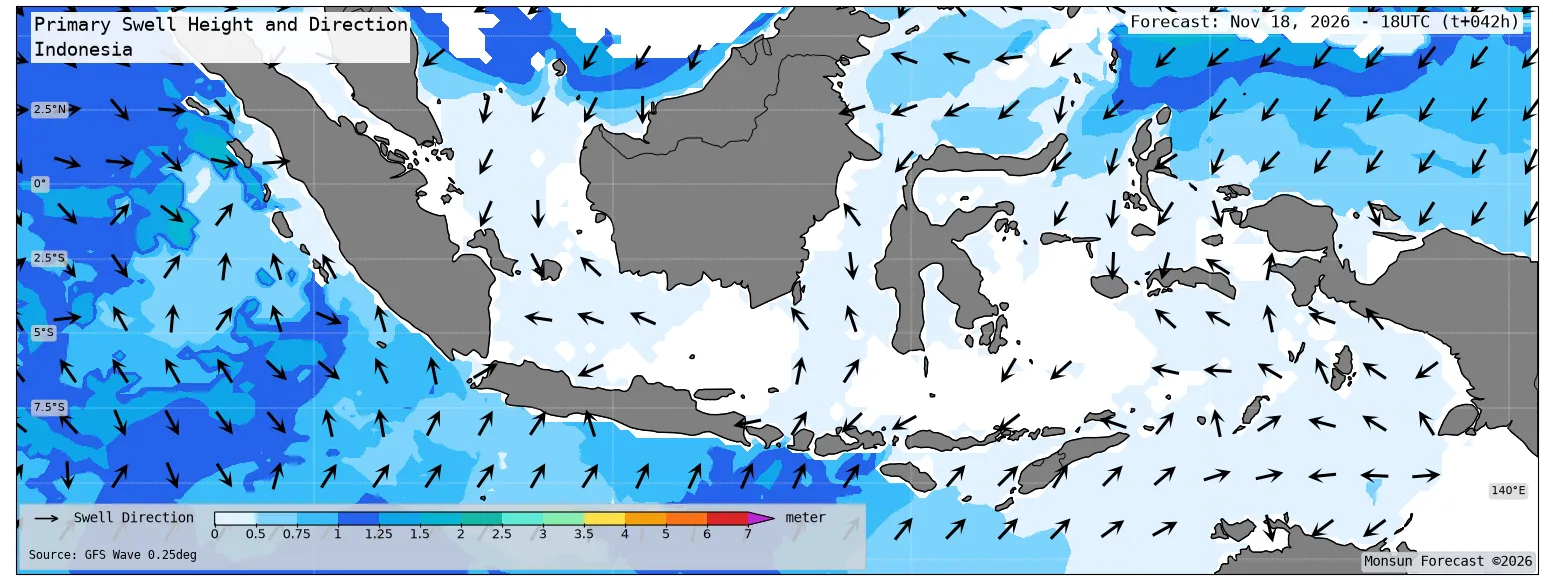 Primary Swell Height and Direction
Indonesia
Forecast: Nov 18, 2026 - 18UTC (t+042h)
2.5°N
0°
2.5°S
5°S
7.5°S
140°E
Swell Direction
0 0.5 0.75 1 1.25 1.5 2 2.5 3 3.5 4 5 6 7
meter
Source: GFS Wave 0.25deg
Monsun Forecast ©2026